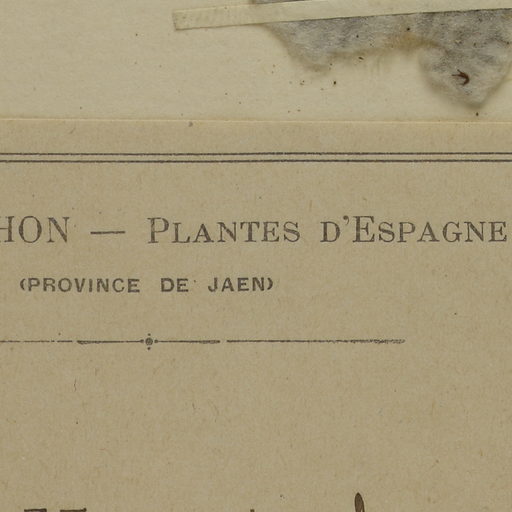 HON — PLANTES D'ESPAGNE
(PROVINCE DE JAEN)